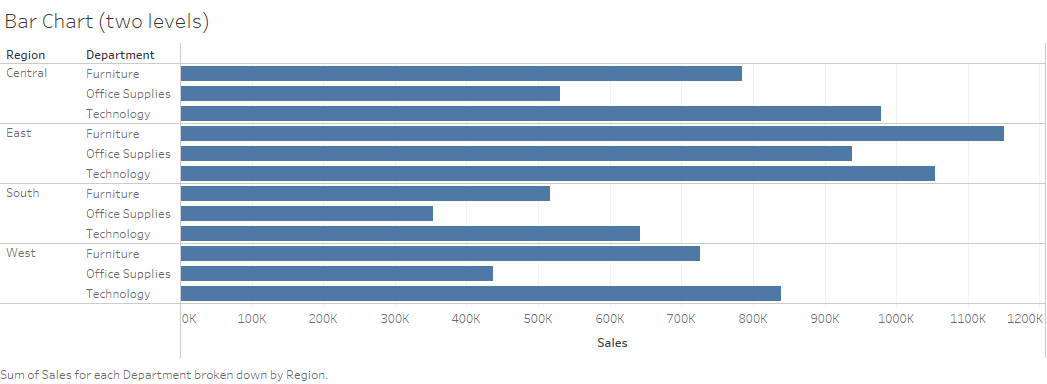 Bar Chart (two levels)
Region Department
Central Furniture
Office Supplies
Technology
East Furniture
Office Supplies
Technology
South Furniture
Office Supplies
Technology
West Furniture
Office Supplies
Technology
0K 100K 200K 300K 400K 500K 600K 700K 800K 900K 1000K 1100K 1200K
Sales
Sum of Sales for each Department broken down by Region.